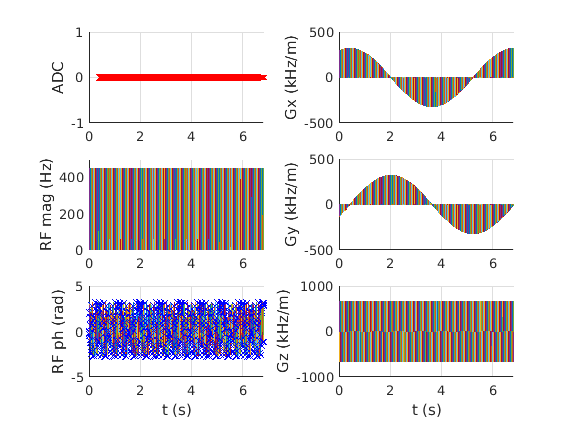 1
0
-1
ADC
0 2 4 6
500
0
-500
Gx (kHz/m)
0 2 4 6
400
200
0
RF mag (Hz)
0 2 4 6
500
0
-500
Gy (kHz/m)
0 2 4 6
5
0
-5
RF ph (rad)
0 2 4 6
t (s)
1000
0
-1000
Gz (kHz/m)
0 2 4 6
t (s)